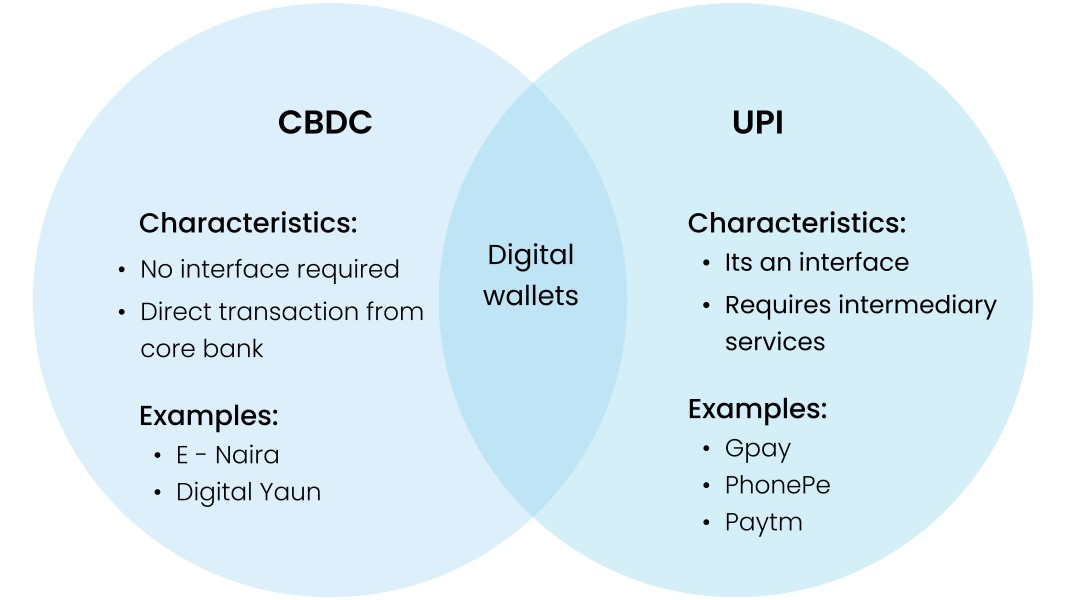 CBDC
Characteristics:
• No interface required
• Direct transaction from
core bank
Examples:
• E - Naira
• Digital Yaun
Digital
wallets
UPI
Characteristics:
• Its an interface
• Requires intermediary
services
Examples:
• Gpay
• PhonePe
• Paytm